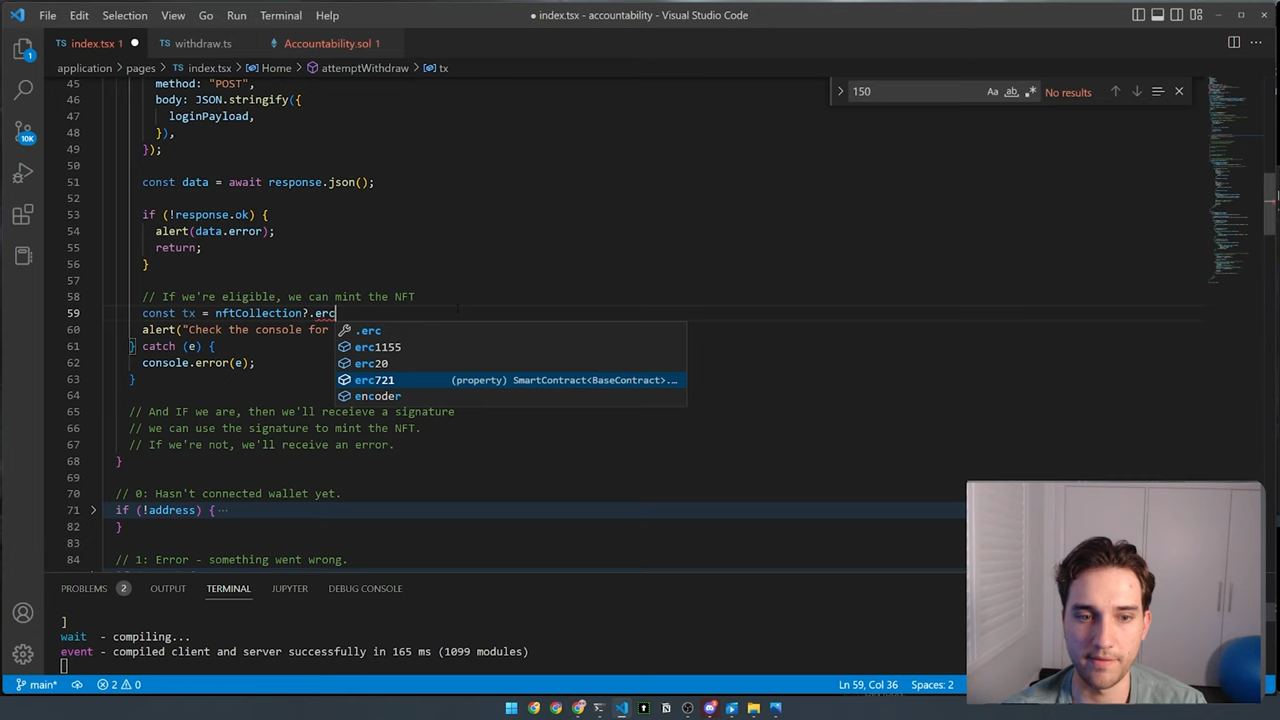 File Edit Selection View Go Run Terminal Help
● index.tsx - accountability - Visual Studio Code
TS index.tsx 1 ●
TS withdraw.ts
Accountability.sol 1
application > pages > TS index.tsx > Home > attemptWithdraw > tx
150
Aa ab .* No results
45 method: "POST",
46 body: JSON.stringify({
47 loginPayload,
48 }),
49 });
50
51 const data = await response.json();
52
53 if (!response.ok) {
54 alert(data.error);
55 return;
56 }
57
58 // If we're eligible, we can mint the NFT
59 const tx = nftCollection?.erc
60 alert("Check the console for
61 } catch (e) {
62 console.error(e);
63 }
64
65 // And IF we are, then we'll receieve a signature
66 // we can use the signature to mint the NFT.
67 // If we're not, we'll receive an error.
68 }
69
70 // 0: Hasn't connected wallet yet.
71 if (!address) { ···
82 }
83
84 // 1: Error - something went wrong.
.erc
erc1155
erc20
erc721 (property) SmartContract<BaseContract>...
encoder
1
10K
PROBLEMS 2 OUTPUT TERMINAL JUPYTER DEBUG CONSOLE
]
wait - compiling...
event - compiled client and server successfully in 165 ms (1099 modules)
main* 2 0
Ln 59, Col 36 Spaces: 2